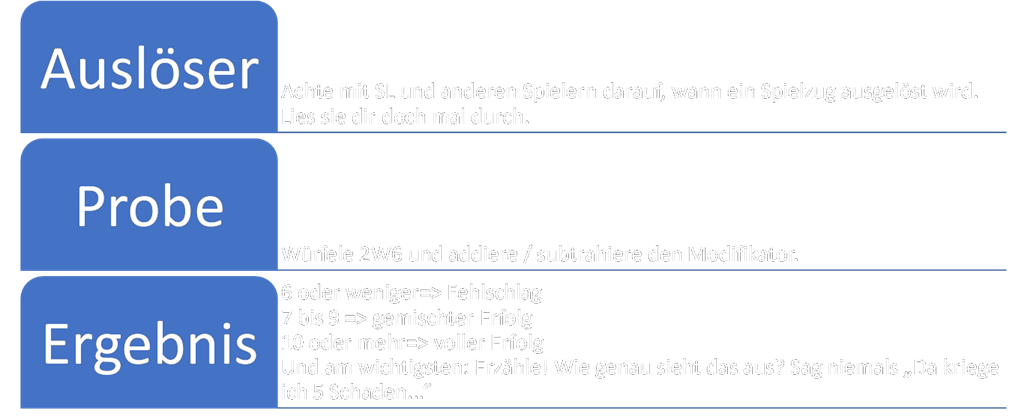 Auslöser
Achte mit SL und anderen Spielern darauf, wann ein Spielzug ausgelöst wird.
Lies sie dir doch mal durch.
Probe
Würfele 2W6 und addiere / subtrahiere den Modifikator.
Ergebnis
6 oder weniger=> Fehlschlag
7 bis 9 => gemischter Erfolg
10 oder mehr=> voller Erfolg
Und am wichtigsten: Erzähle! Wie genau sieht das aus? Sag niemals „Da kriege
ich 5 Schaden…“